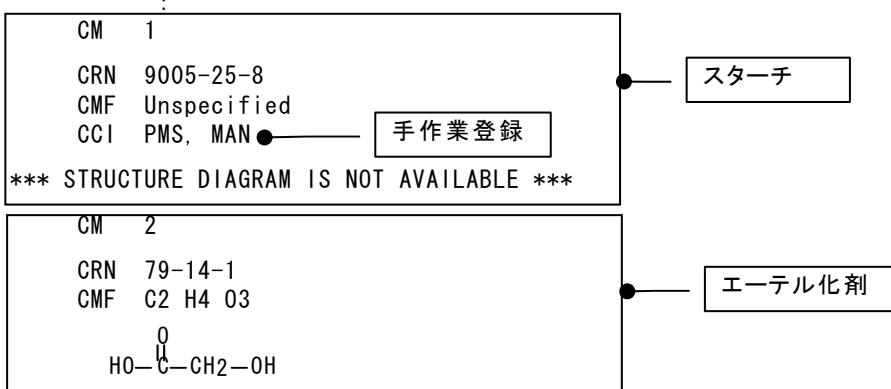 :
CM 1
CRN 9005-25-8
CMF Unspecified
CCI PMS, MAN
*** STRUCTURE DIAGRAM IS NOT AVAILABLE ***
スターチ
手作業登録
CM 2
CRN 79-14-1
CMF C2 H4 O3
O
HO—C—CH2—OH
エーテル化剤